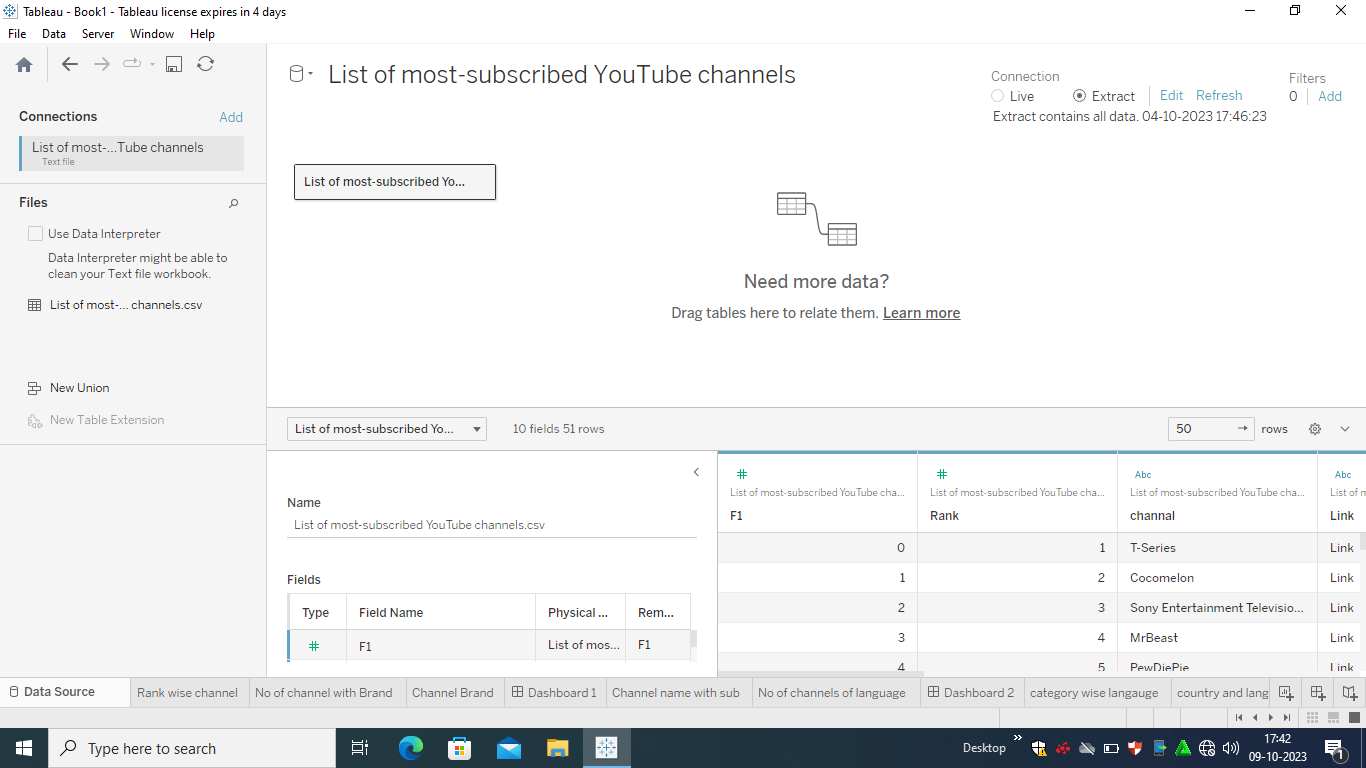 Tableau - Book1 - Tableau license expires in 4 days
File Data Server Window Help
List of most-subscribed YouTube channels
Connection
Live Extract Edit Refresh
Extract contains all data. 04-10-2023 17:46:23
Filters
0 Add
Connections Add
List of most-...Tube channels
Text file
Files
Use Data Interpreter
Data Interpreter might be able to
clean your Text file workbook.
List of most-... channels.csv
New Union
New Table Extension
List of most-subscribed Yo...
Need more data?
Drag tables here to relate them. Learn more
List of most-subscribed Yo... 10 fields 51 rows 50 rows
Name
List of most-subscribed YouTube channels.csv
Fields
Type Field Name Physical ... Rem...
# F1 List of mos... F1
# # Abc Abc
List of most-subscribed YouTube cha... List of most-subscribed YouTube cha... List of most-subscribed YouTube cha... List of m
F1 Rank channal Link
0 1 T-Series Link
1 2 Cocomelon Link
2 3 Sony Entertainment Televisio... Link
3 4 MrBeast Link
4 5 PewDiePie Link
Data Source Rank wise channel No of channel with Brand Channel Brand Dashboard 1 Channel name with sub No of channels of language Dashboard 2 category wise langauge country and lang
Type here to search
Desktop
17:42
09-10-2023
1